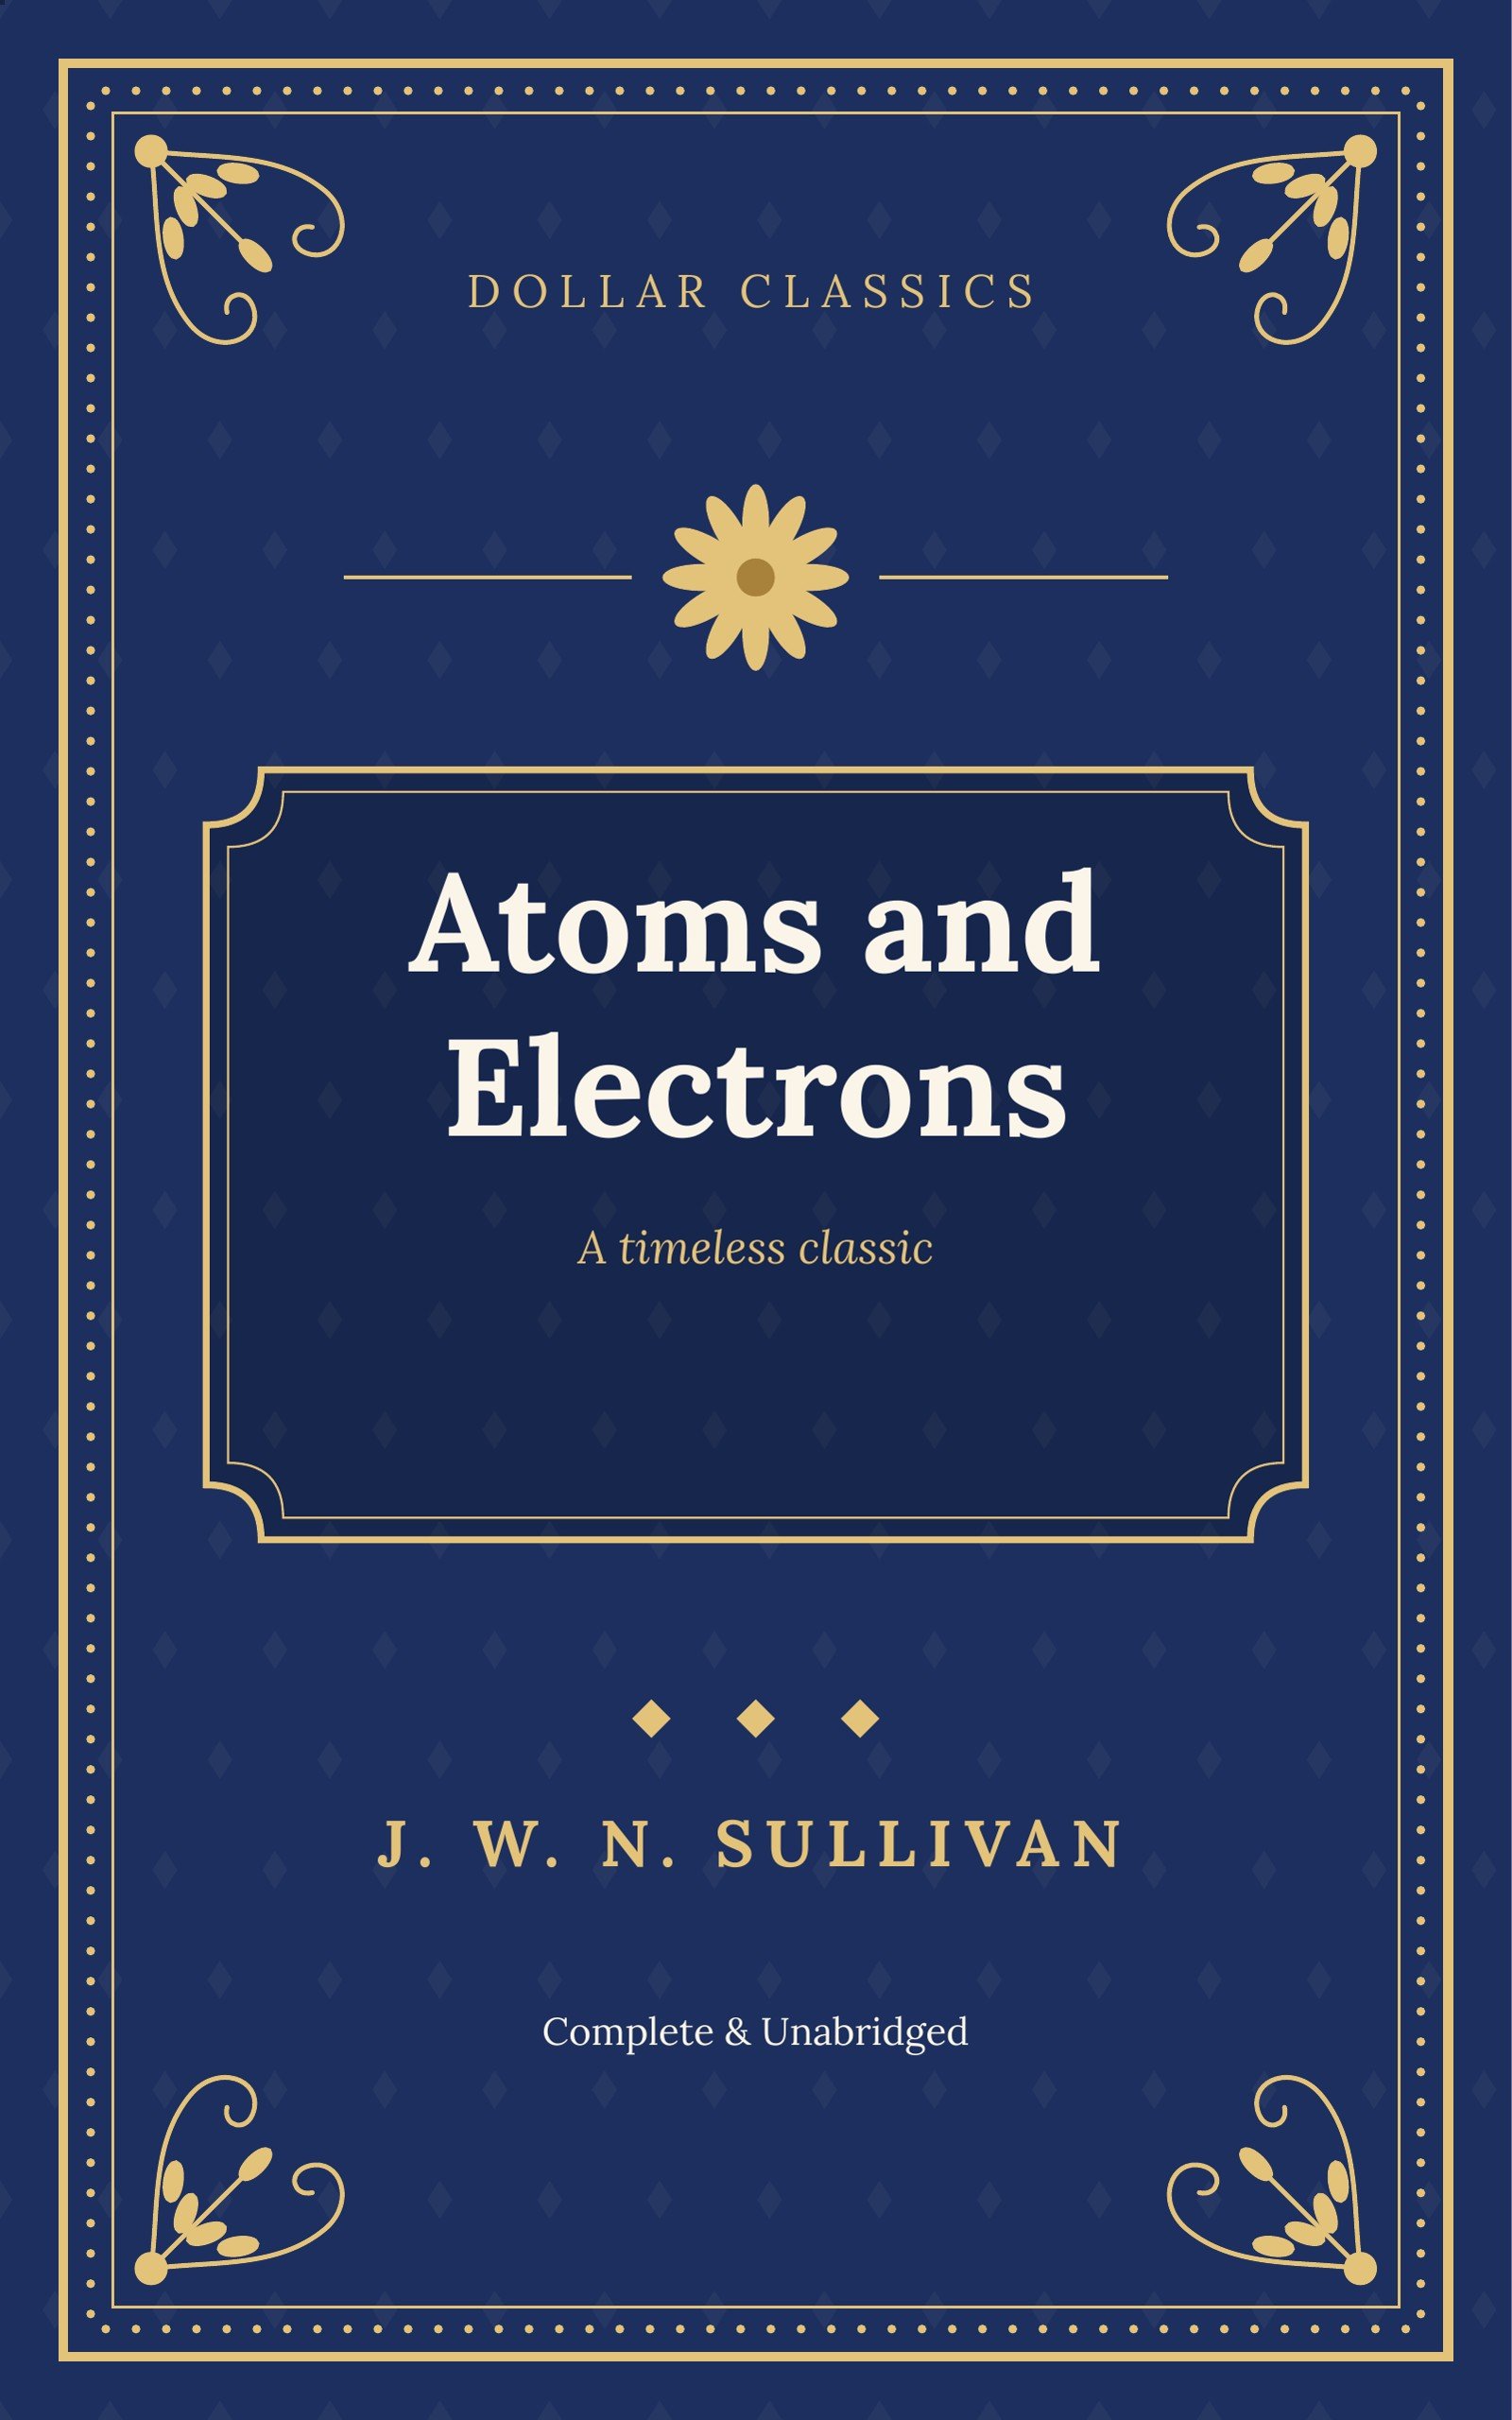 DOLLAR CLASSICS
Atoms and
Electrons
A timeless classic
J. W. N. SULLIVAN
Complete & Unabridged